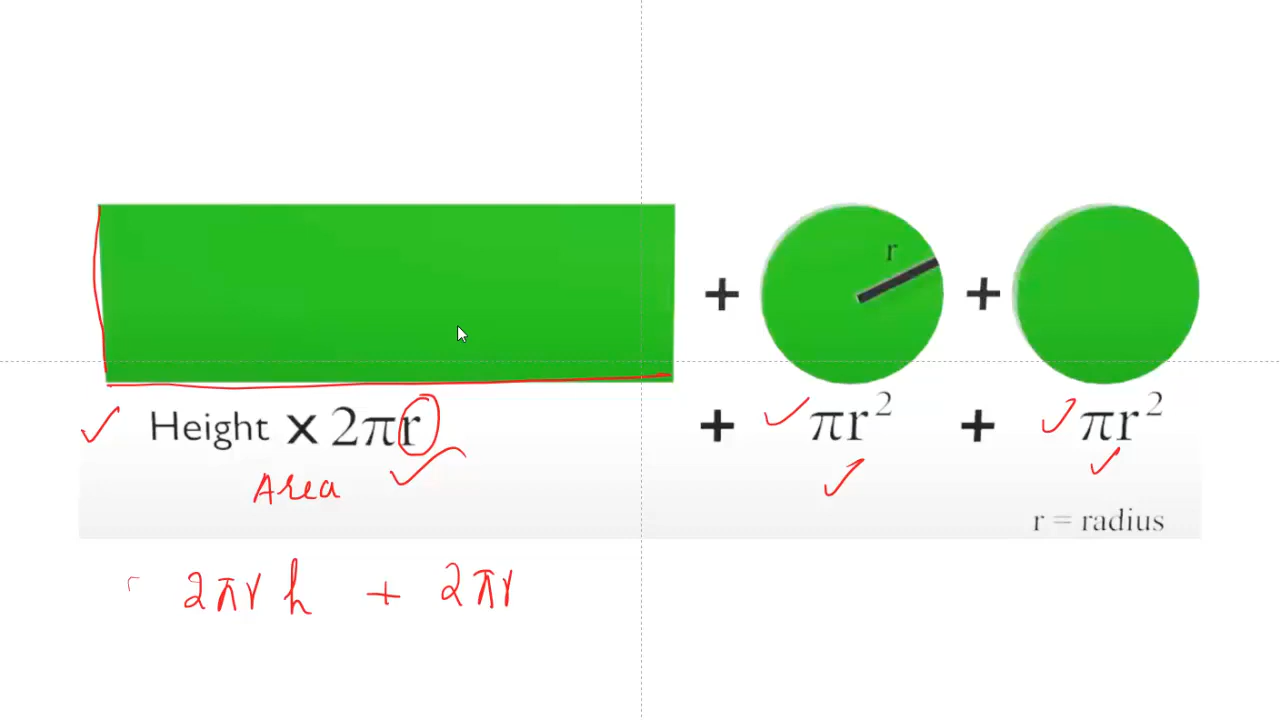 r
+ +
Height x 2πr + πr² + πr²
Area
r = radius
2πr h + 2πr